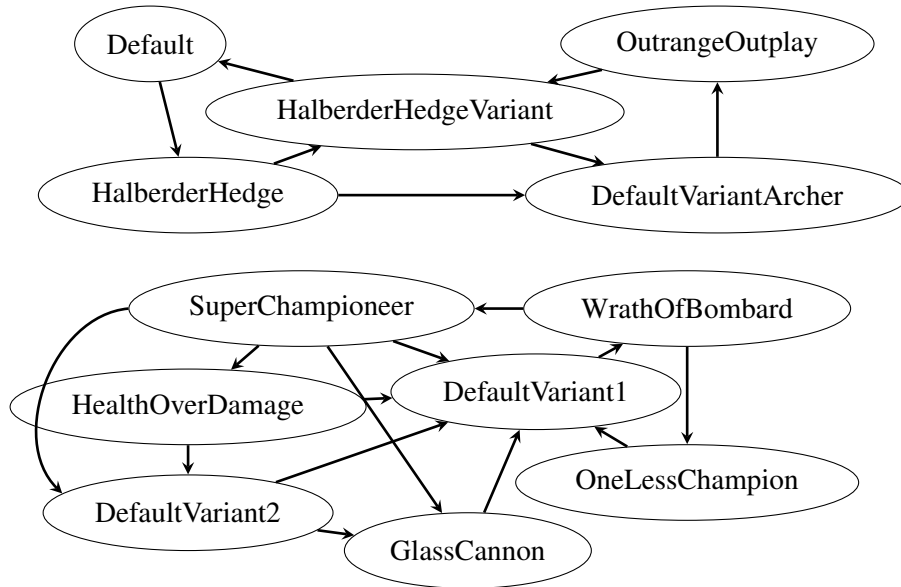 Default
OutrangeOutplay
HalberderHedgeVariant
HalberderHedge
DefaultVariantArcher
SuperChampioneer
WrathOfBombard
HealthOverDamage
DefaultVariant1
OneLessChampion
DefaultVariant2
GlassCannon